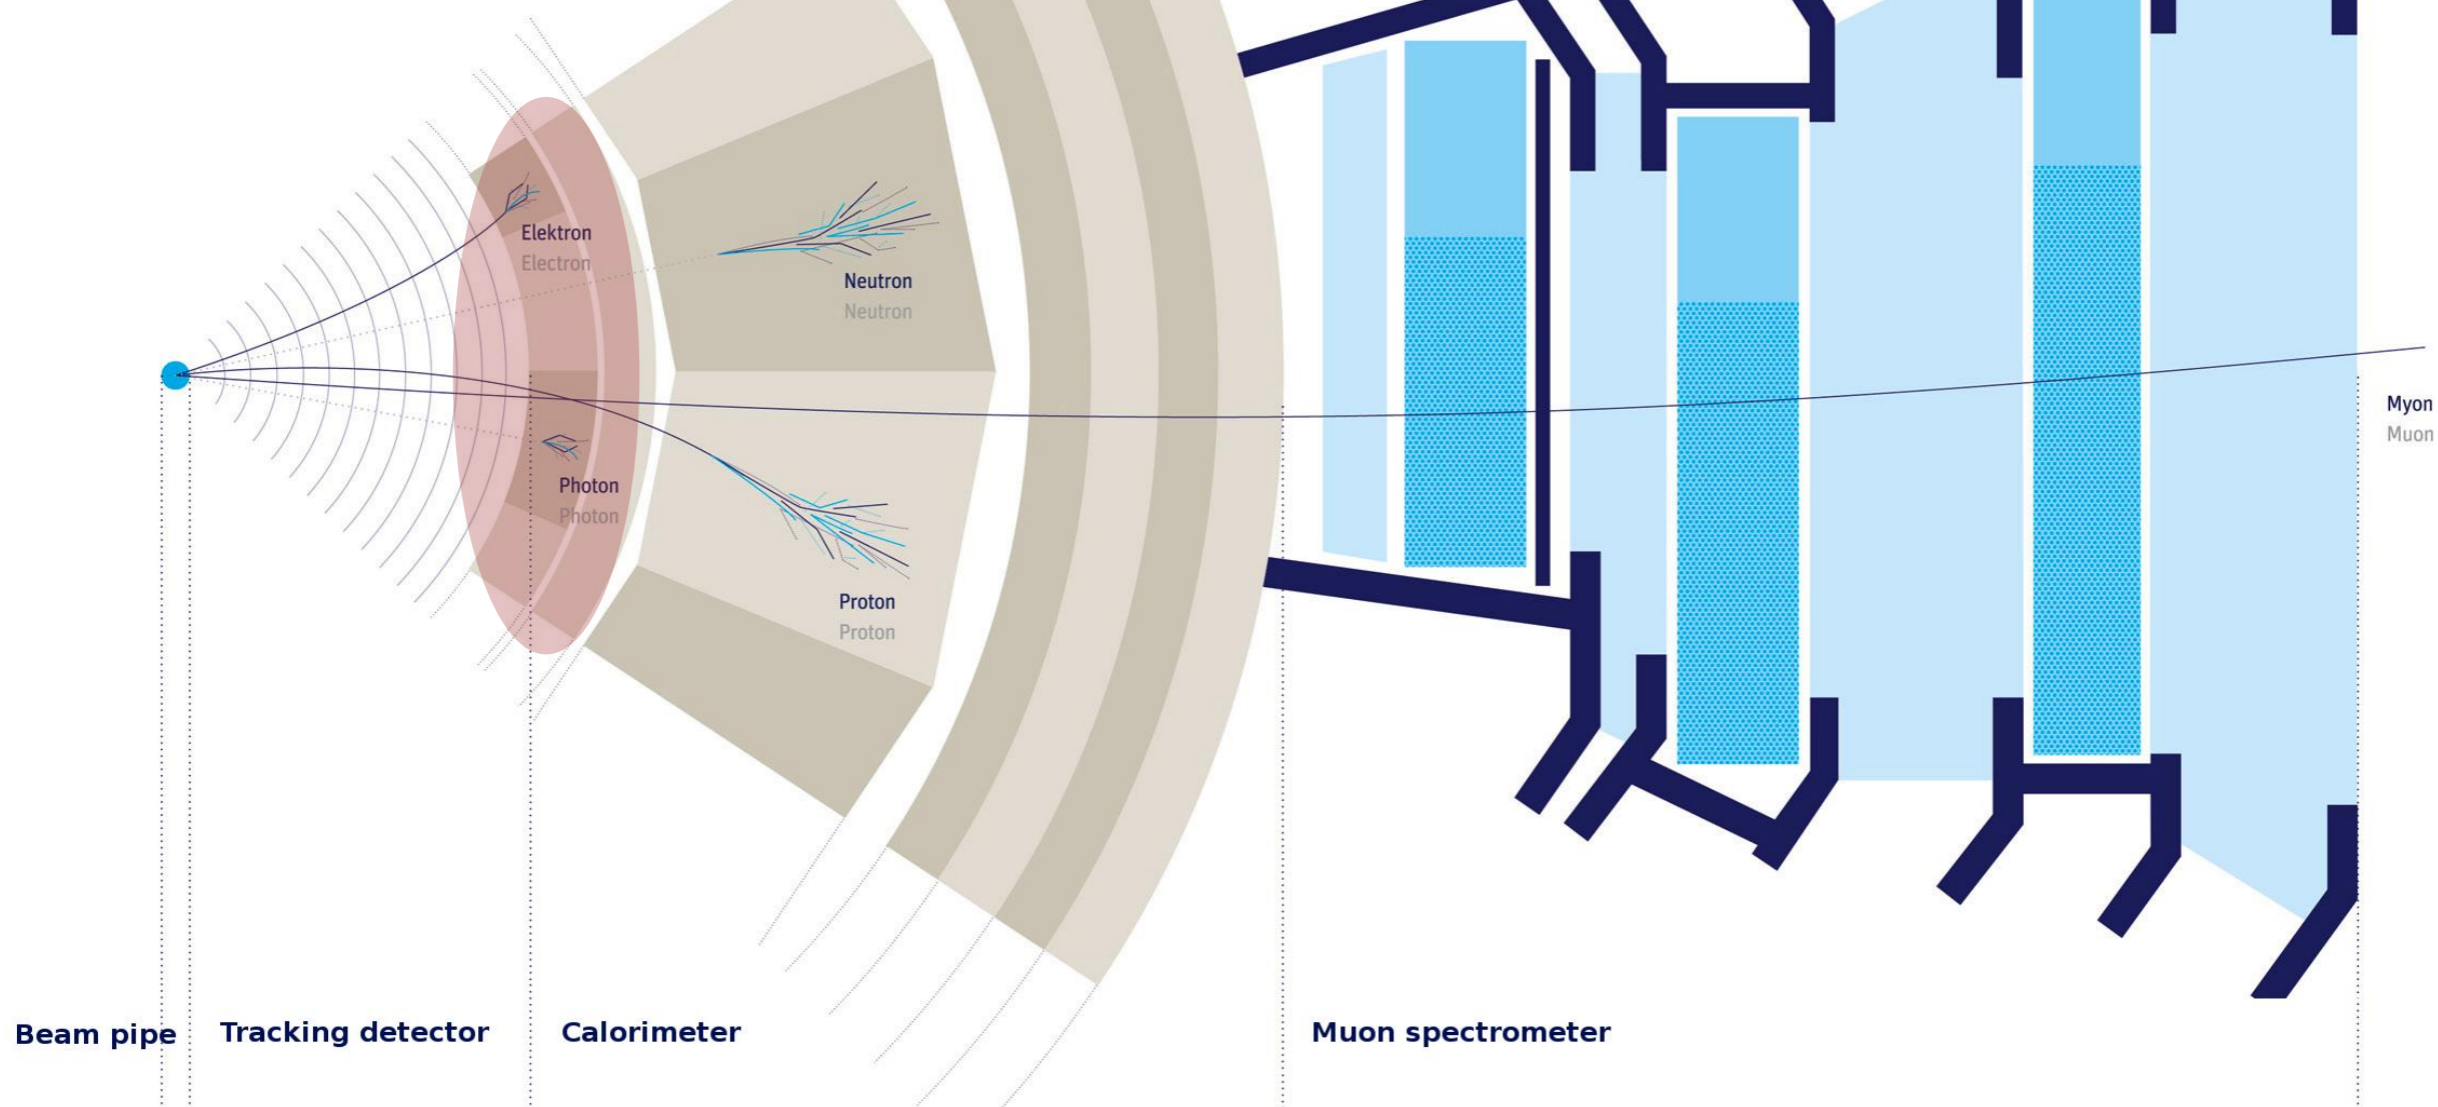 Elektron
Electron
Neutron
Neutron
Myon
Muon
Photon
Photon
Proton
Proton
Beam pipe
Tracking detector
Calorimeter
Muon spectrometer